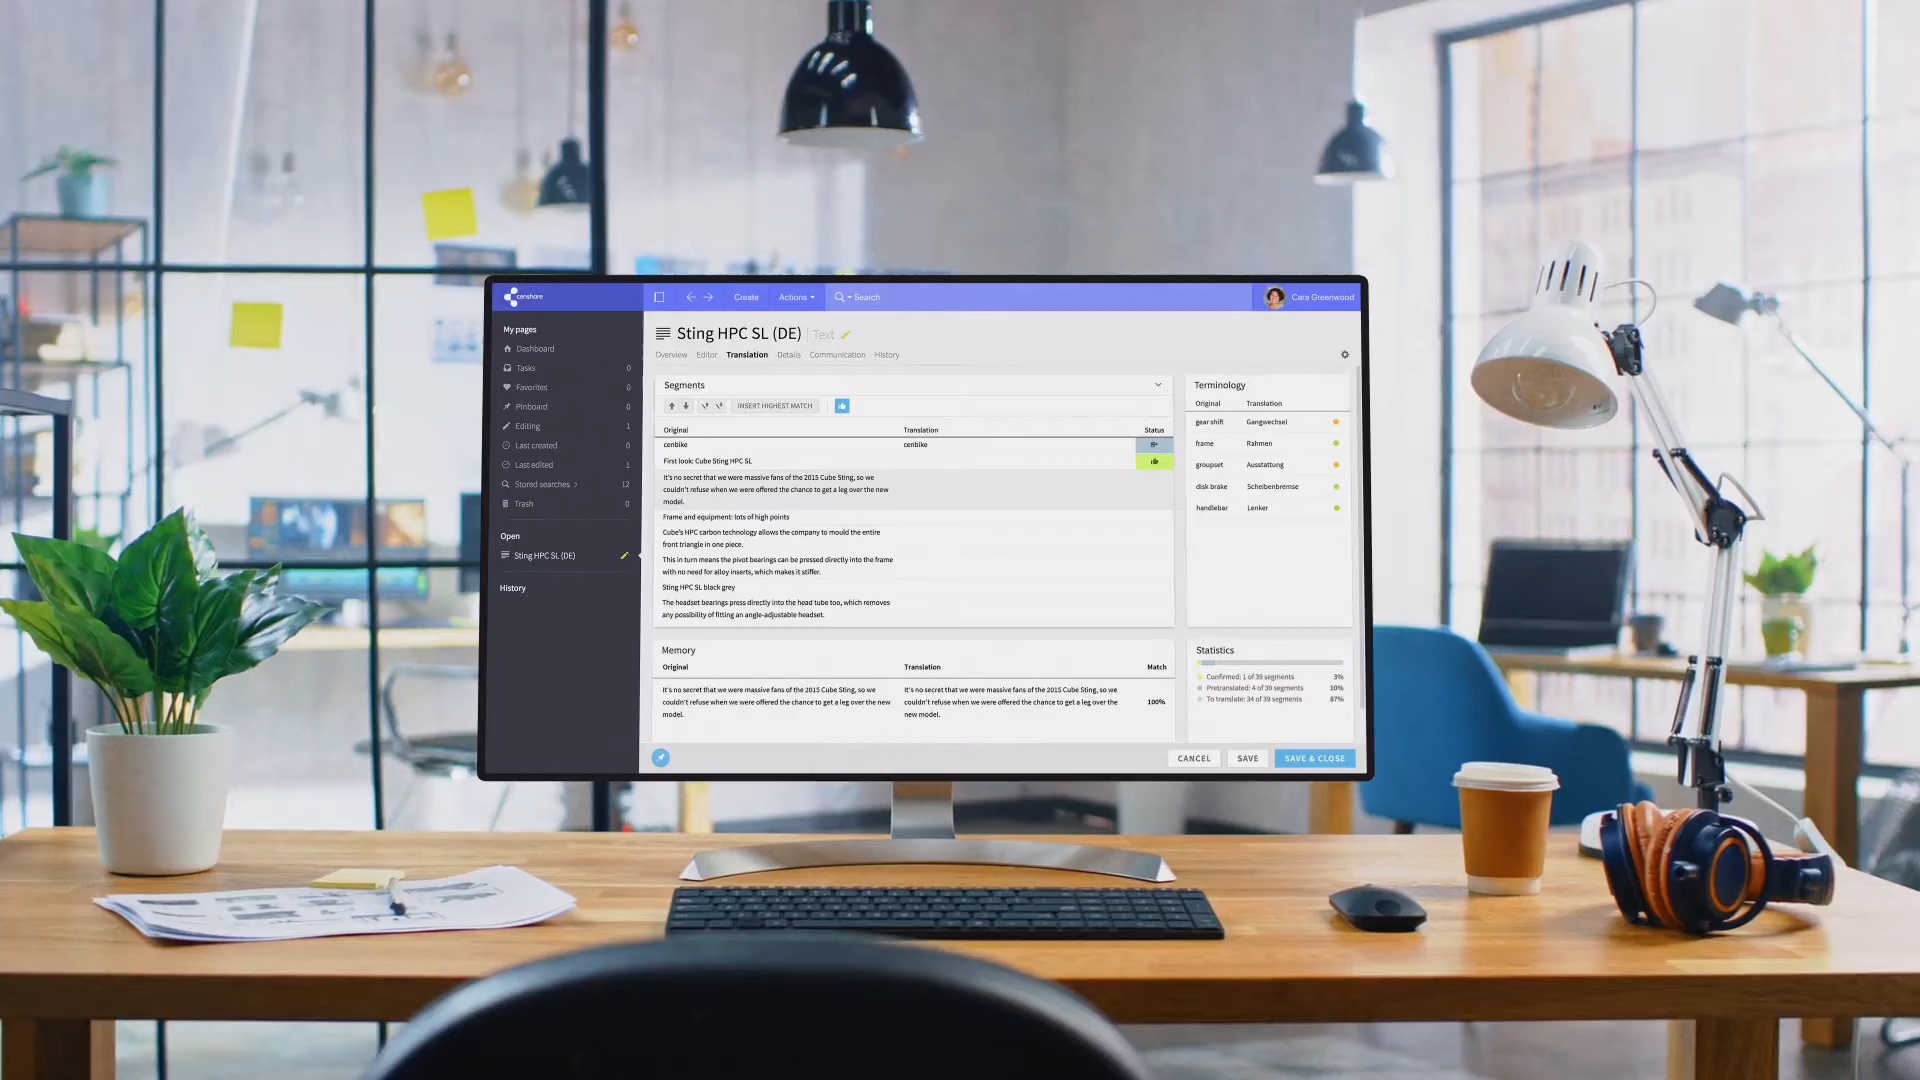 censhare
Create
Actions
Search
Cara Greenwood
My pages
Dashboard
Tasks 0
Favorites 0
Pinboard 0
Editing 1
Last created 0
Last edited 1
Stored searches 12
Trash 0
Open
Sting HPC SL (DE)
History
Sting HPC SL (DE) Text
Overview Editor Translation Details Communication History
Segments
INSERT HIGHEST MATCH
Original Translation Status
cenbike cenbike
First look: Cube Sting HPC SL
It's no secret that we were massive fans of the 2015 Cube Sting, so we
couldn't refuse when we were offered the chance to get a leg over the new
model.
Frame and equipment: lots of high points
Cube's HPC carbon technology allows the company to mould the entire
front triangle in one piece.
This in turn means the pivot bearings can be pressed directly into the frame
with no need for alloy inserts, which makes it stiffer.
Sting HPC SL black grey
The headset bearings press directly into the head tube too, which removes
any possibility of fitting an angle-adjustable headset.
Terminology
Original Translation
gear shift Gangwechsel
frame Rahmen
groupset Ausstattung
disk brake Scheibenbremse
handlebar Lenker
Memory
Original Translation Match
It's no secret that we were massive fans of the 2015 Cube Sting, so we
couldn't refuse when we were offered the chance to get a leg over the new
model.
It's no secret that we were massive fans of the 2015 Cube Sting, so we
couldn't refuse when we were offered the chance to get a leg over the
new model.
100%
Statistics
Confirmed: 1 of 39 segments 3%
Pretranslated: 4 of 39 segments 10%
To translate: 34 of 39 segments 87%
CANCEL
SAVE
SAVE & CLOSE